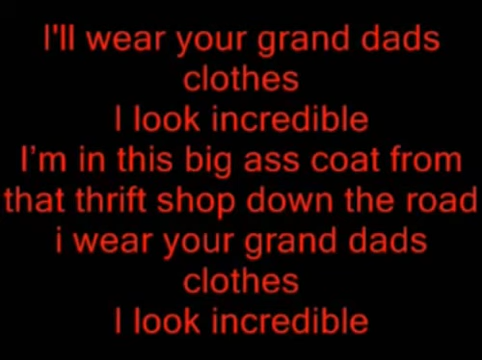 I'll wear your grand dads
clothes
I look incredible
I'm in this big ass coat from
that thrift shop down the road
i wear your grand dads
clothes
I look incredible